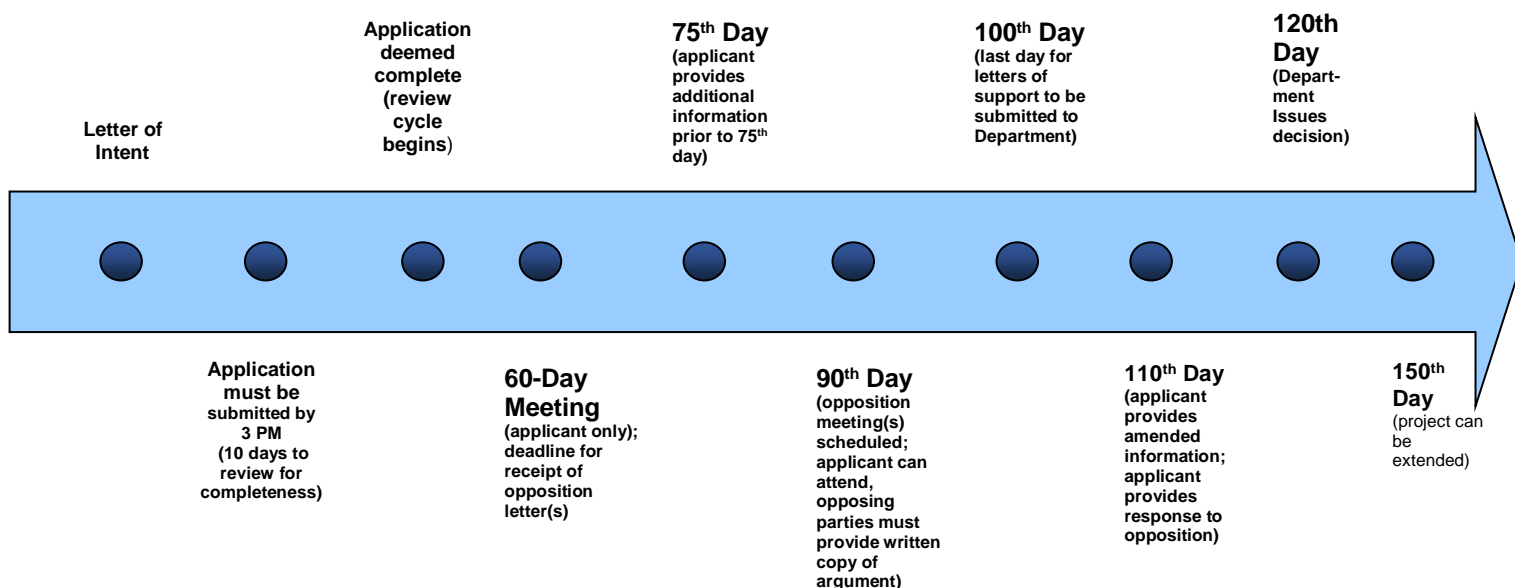 Letter of
Intent
Application
must be
submitted by
3 PM
(10 days to
review for
completeness)
Application
deemed
complete
(review
cycle
begins)
60-Day
Meeting
(applicant only);
deadline for
receipt of
opposition
letter(s)
75th Day
(applicant
provides
additional
information
prior to 75th
day)
90th Day
(opposition
meeting(s)
scheduled;
applicant can
attend,
opposing
parties must
provide written
copy of
argument)
100th Day
(last day for
letters of
support to be
submitted to
Department)
110th Day
(applicant
provides
amended
information;
applicant
provides
response to
opposition)
120th
Day
(Depart-
ment
Issues
decision)
150th
Day
(project can
be
extended)